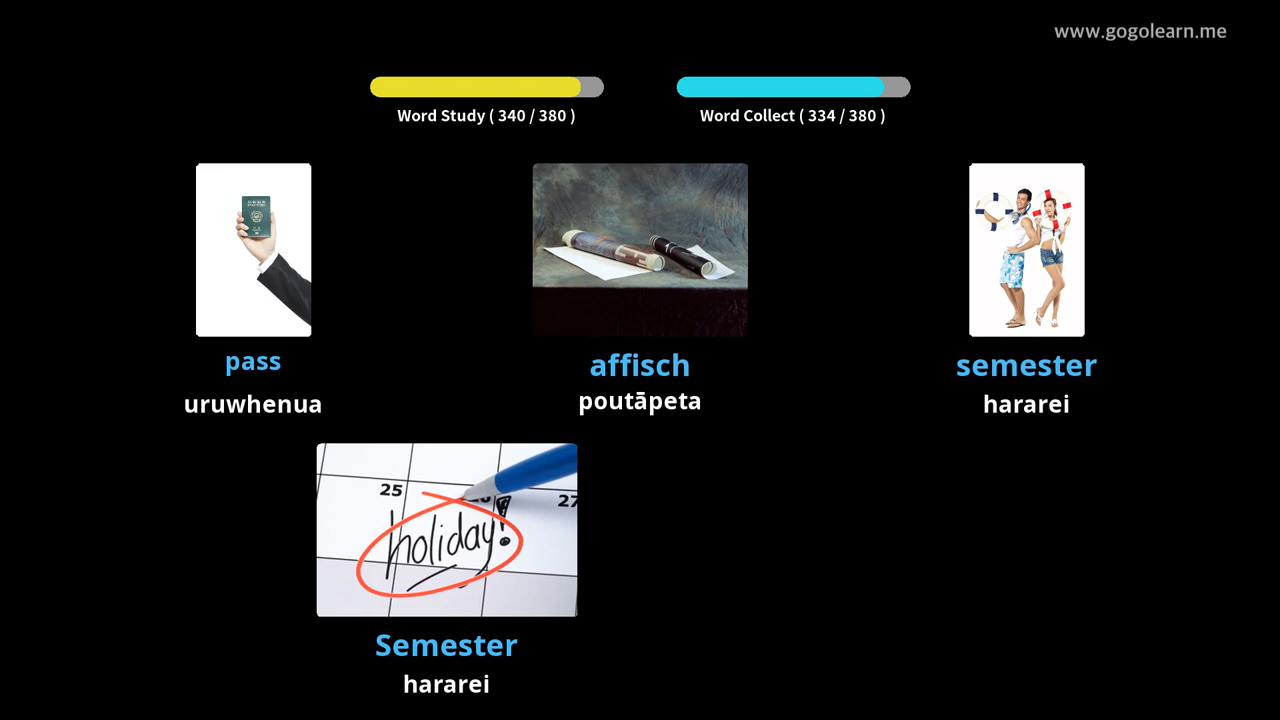 www.gogolearn.me
Word Study ( 340 / 380 )
Word Collect ( 334 / 380 )
pass
uruwhenua
affisch
poutāpeta
semester
hararei
25
27
holiday!
Semester
hararei